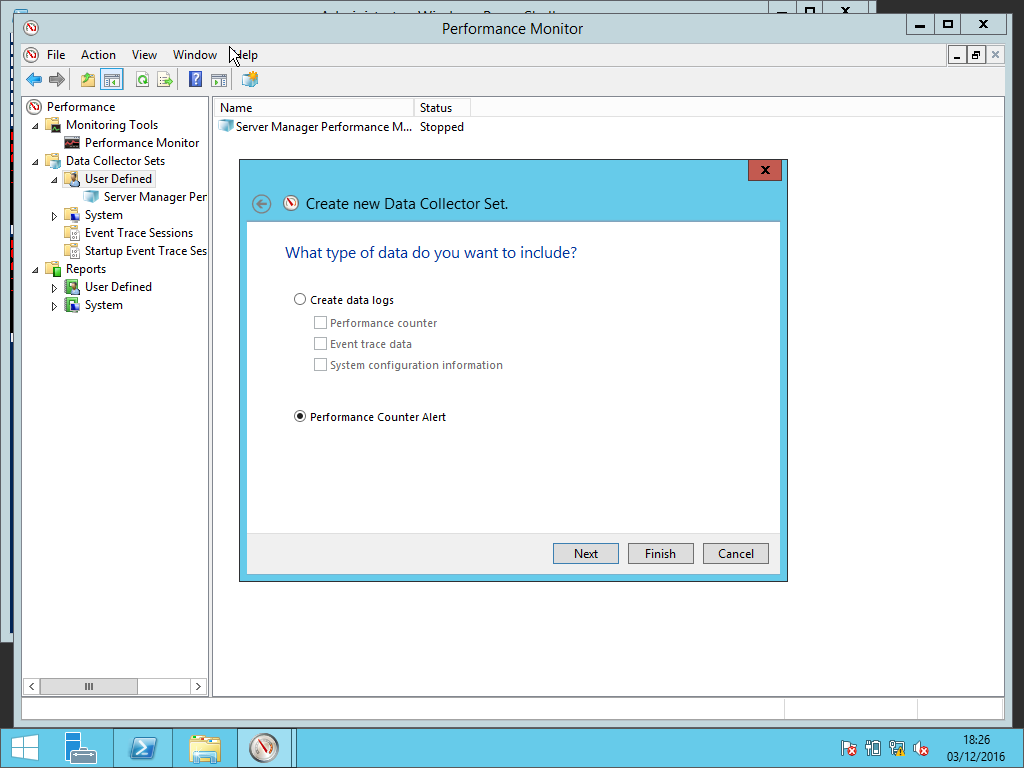 Performance Monitor
File Action View Window Help
Performance
Monitoring Tools
Performance Monitor
Data Collector Sets
User Defined
Server Manager Per
System
Event Trace Sessions
Startup Event Trace Ses
Reports
User Defined
System
Name Status
Server Manager Performance M... Stopped
Create new Data Collector Set.
What type of data do you want to include?
Create data logs
Performance counter
Event trace data
System configuration information
Performance Counter Alert
Next Finish Cancel
18:26
03/12/2016